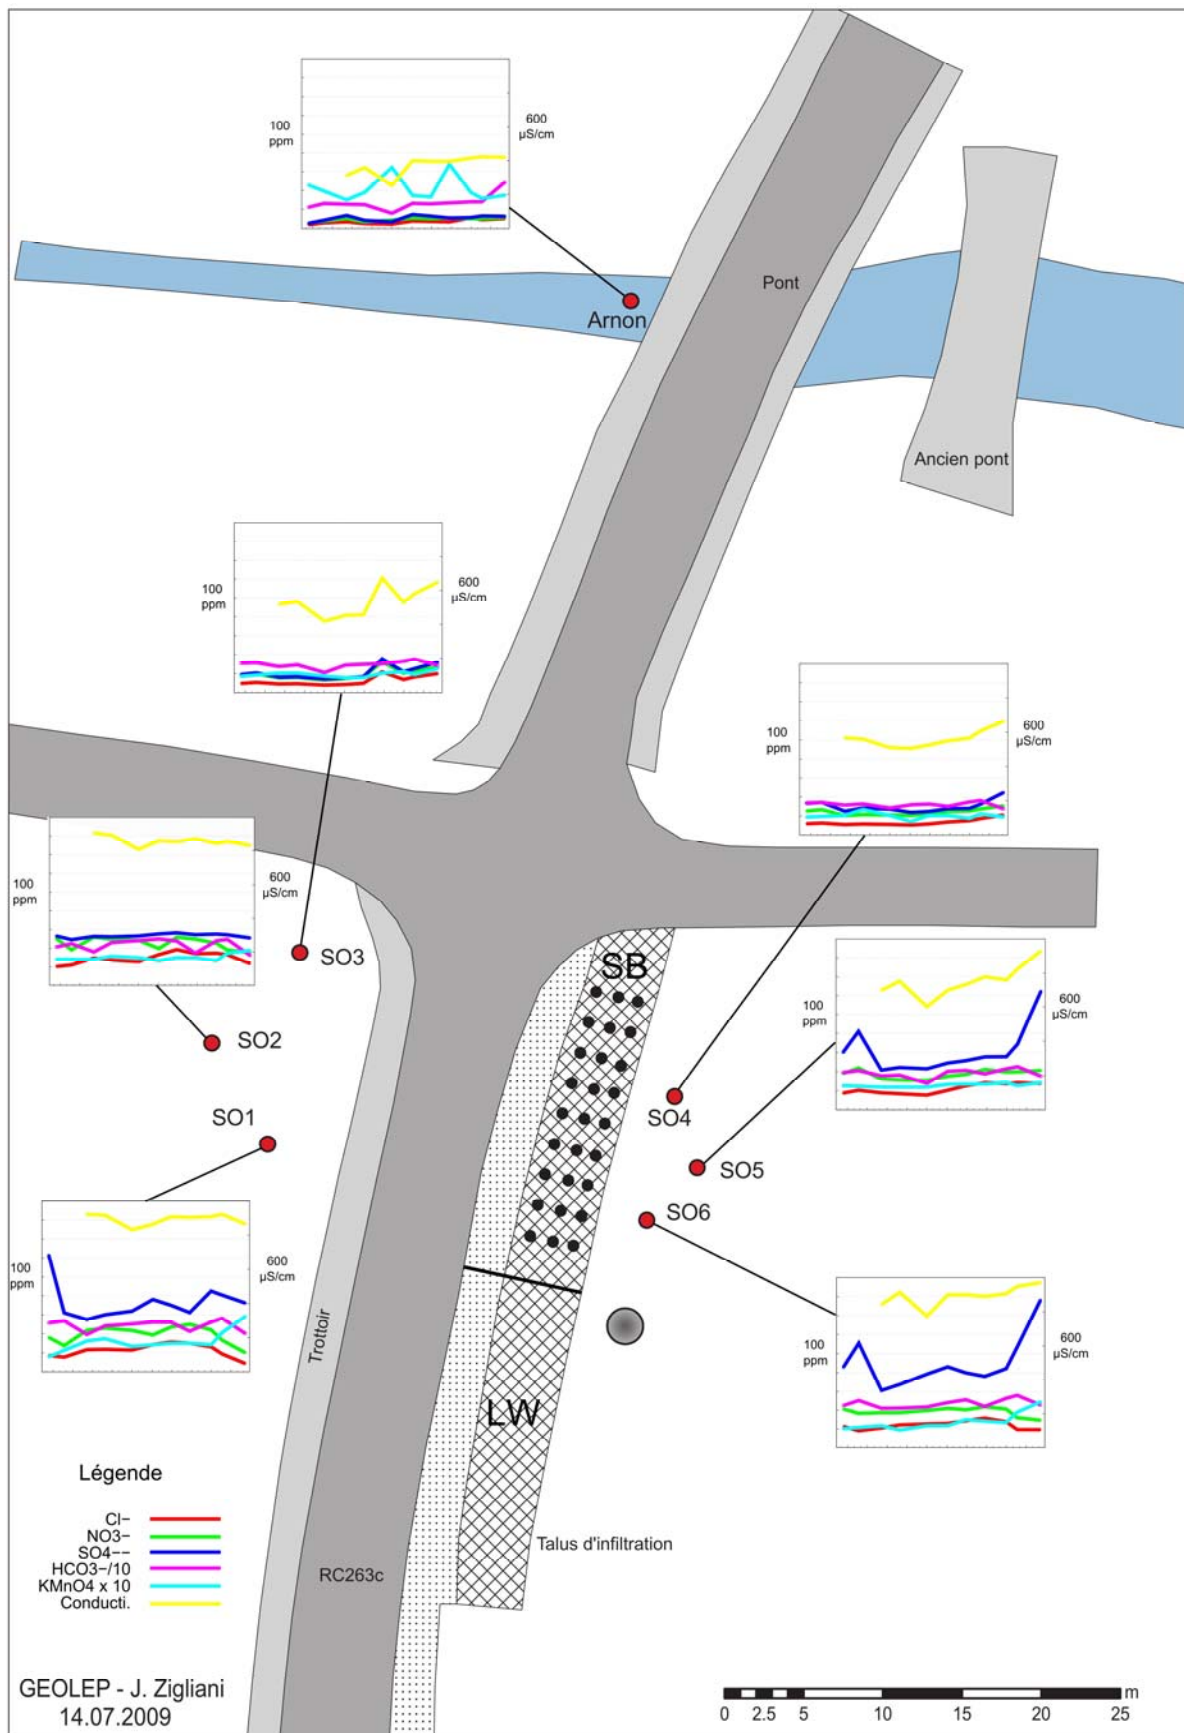 100
ppm
600
µS/cm
Pont
Arnon
Ancien pont
100
ppm
600
µS/cm
100
ppm
600
µS/cm
100
ppm
600
µS/cm
SO3
SB
100
ppm
600
µS/cm
SO2
SO4
SO1
SO5
SO6
100
ppm
600
µS/cm
100
ppm
600
µS/cm
Trottoir
LW
Légende
Cl-
NO3-
SO4--
HCO3-/10
KMnO4 x 10
Conducti.
Talus d'infiltration
RC263c
GEOLEP - J. Zigliani
14.07.2009
0 2.5 5 10 15 20 25 m